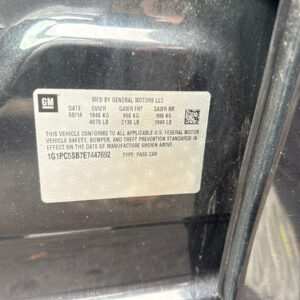 GM
MFD BY GENERAL MOTORS LLC
DATE GVWR GAWR FRT GAWR RR
08/14 1846 KG 966 KG 880 KG
4070 LB 2130 LB 1940 LB
THIS VEHICLE CONFORMS TO ALL APPLICABLE U.S. FEDERAL MOTOR
VEHICLE SAFETY, BUMPER, AND THEFT PREVENTION STANDARDS
IN EFFECT ON THE DATE OF MANUFACTURE SHOWN ABOVE.
1G1PC5SB7E7447692 TYPE: PASS CAR